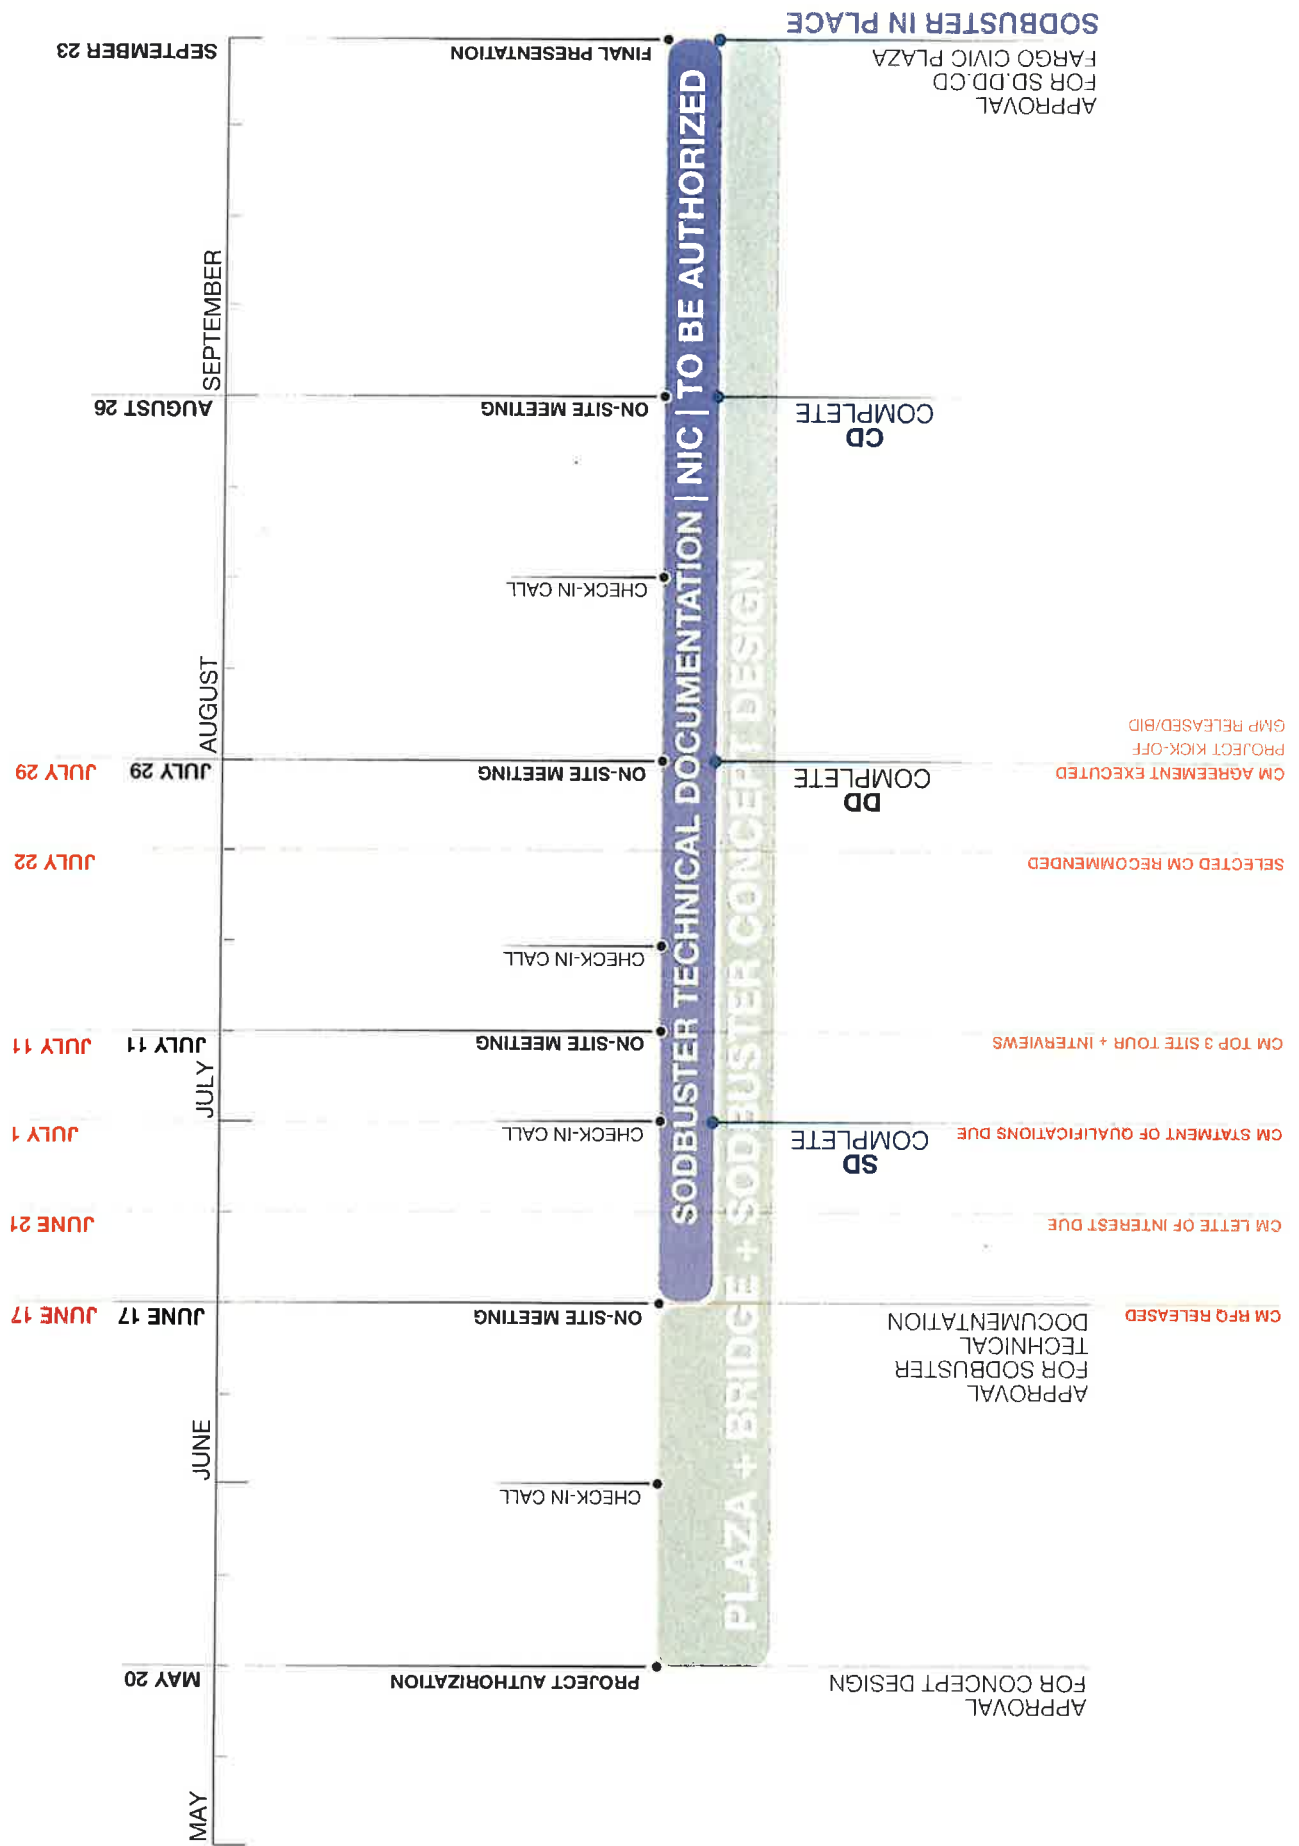 MAY
MAY 20
PROJECT AUTHORIZATION
APPROVAL
FOR CONCEPT DESIGN
CHECK-IN CALL
JUNE
JUNE 17
JUNE 17
ON-SITE MEETING
APPROVAL
FOR SODBUSTER
TECHNICAL
DOCUMENTATION
CM RFQ RELEASED
JUNE 21
CM LETTE OF INTEREST DUE
JULY 1
CHECK-IN CALL
SD
COMPLETE
CM STATMENT OF QUALIFICATIONS DUE
JULY
JULY 11
JULY 11
ON-SITE MEETING
CM TOP 3 SITE TOUR + INTERVIEWS
CHECK-IN CALL
JULY 22
SELECTED CM RECOMMENDED
JULY 29
JULY 29
ON-SITE MEETING
DD
COMPLETE
CM AGREEMENT EXECUTED
PROJECT KICK-OFF
GMP RELEASED/BID
AUGUST
CHECK-IN CALL
AUGUST 26
ON-SITE MEETING
CD
COMPLETE
SEPTEMBER
SEPTEMBER 23
FINAL PRESENTATION
APPROVAL
FOR SD.DD.CD
FARGO CIVIC PLAZA
SODBUSTER IN PLACE
SODBUSTER TECHNICAL DOCUMENTATION | NIC | TO BE AUTHORIZED
PLAZA + BRIDGE + SODBUSTER CONCEPT DESIGN